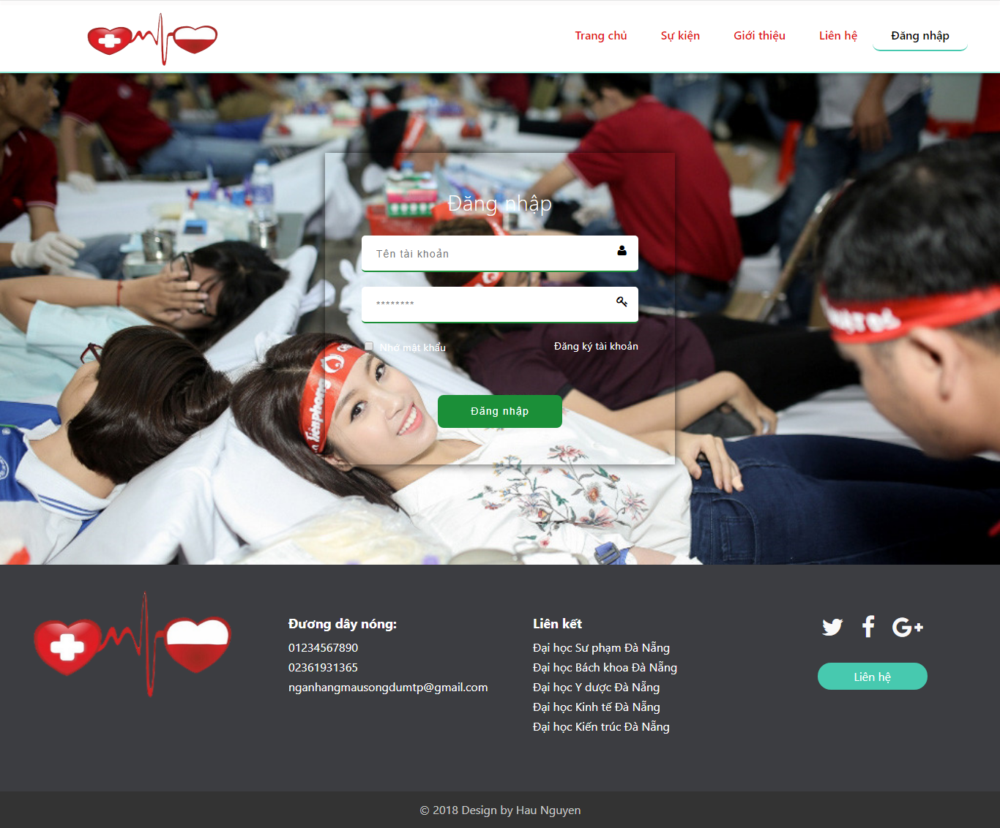 Trang chủ
Sự kiện
Giới thiệu
Liên hệ
Đăng nhập
Đăng nhập
Tên tài khoản
********
Nhớ mật khẩu
Đăng ký tài khoản
Đăng nhập
Tiền phong
Đương dây nóng:
01234567890
02361931365
nganhangmausongdumtp@gmail.com
Liên kết
Đại học Sư phạm Đà Nẵng
Đại học Bách khoa Đà Nẵng
Đại học Y dược Đà Nẵng
Đại học Kinh tế Đà Nẵng
Đại học Kiến trúc Đà Nẵng
G+
Liên hệ
© 2018 Design by Hau Nguyen